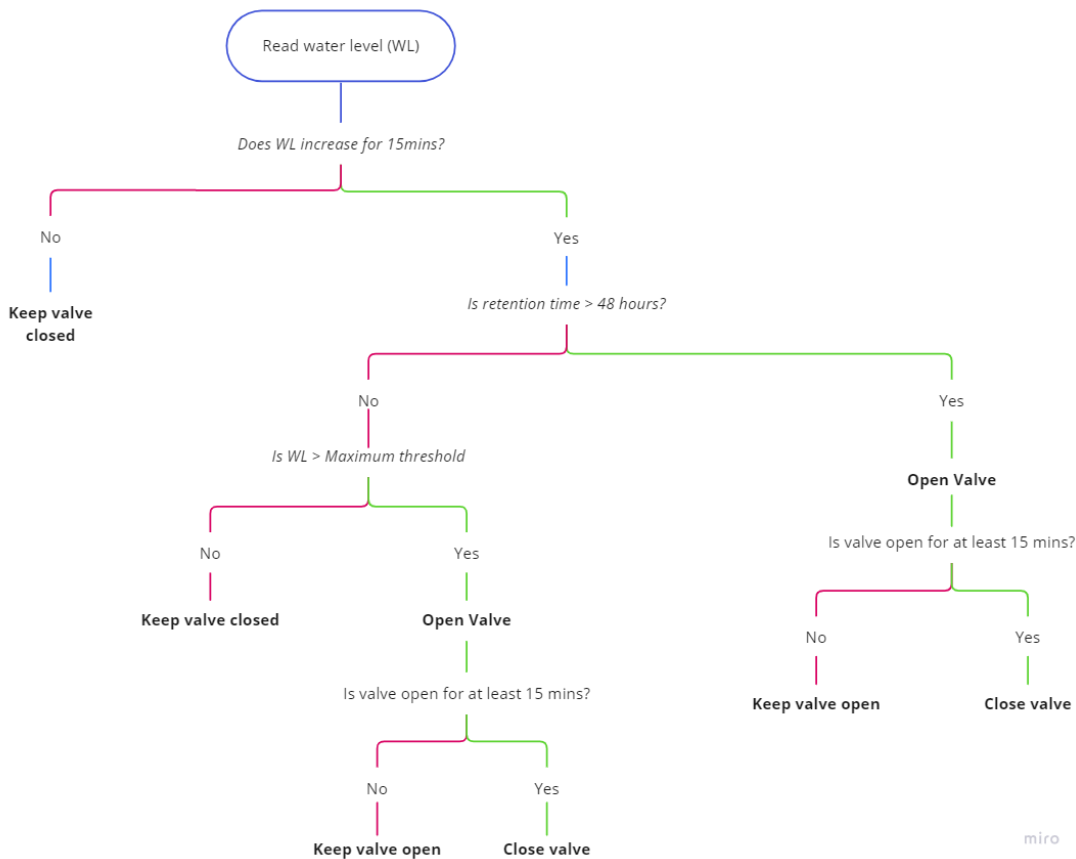 Read water level (WL)
Does WL increase for 15mins?
No
Yes
Keep valve
closed
Is retention time > 48 hours?
No
Yes
Is WL > Maximum threshold
Open Valve
Is valve open for at least 15 mins?
No
Yes
Keep valve closed
Open Valve
No
Yes
Is valve open for at least 15 mins?
Keep valve open
Close valve
No
Yes
Keep valve open
Close valve
miro